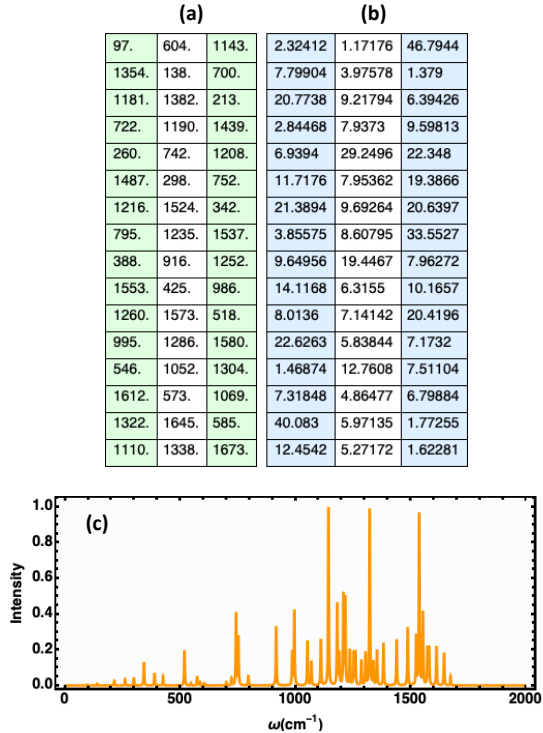 (a) (b)
97. 604. 1143. 2.32412 1.17176 46.7944
1354. 138. 700. 7.79904 3.97578 1.379
1181. 1382. 213. 20.7738 9.21794 6.39426
722. 1190. 1439. 2.84468 7.9373 9.59813
260. 742. 1208. 6.9394 29.2496 22.348
1487. 298. 752. 11.7176 7.95362 19.3866
1216. 1524. 342. 21.3894 9.69264 20.6397
795. 1235. 1537. 3.85575 8.60795 33.5527
388. 916. 1252. 9.64956 19.4467 7.96272
1553. 425. 986. 14.1168 6.3155 10.1657
1260. 1573. 518. 8.0136 7.14142 20.4196
995. 1286. 1580. 22.6263 5.83844 7.1732
546. 1052. 1304. 1.46874 12.7608 7.51104
1612. 573. 1069. 7.31848 4.86477 6.79884
1322. 1645. 585. 40.083 5.97135 1.77255
1110. 1338. 1673. 12.4542 5.27172 1.62281
(c)
Intensity
1.0
0.8
0.6
0.4
0.2
0.0
0 500 1000 1500 2000
ω(cm⁻¹)